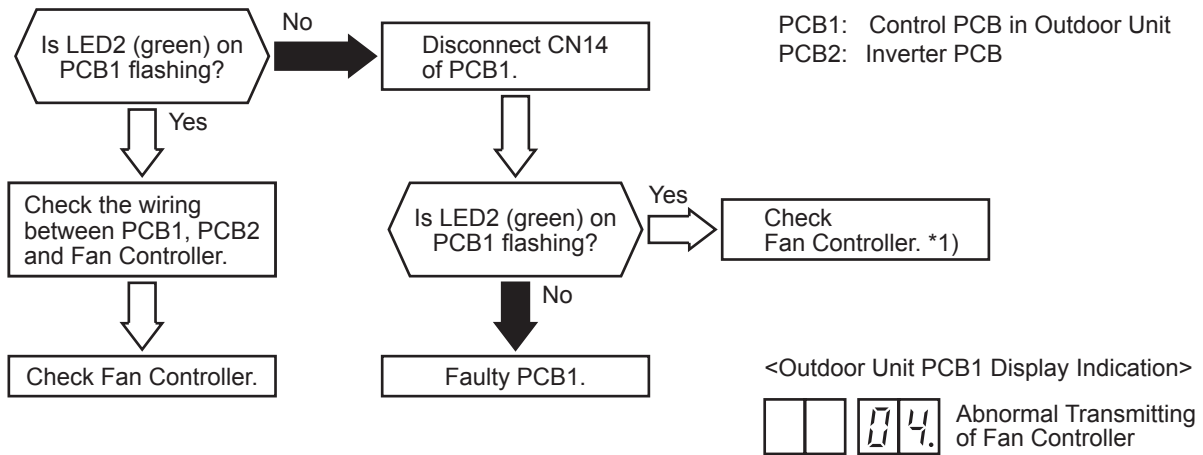 Is LED2 (green) on
PCB1 flashing?
No
Disconnect CN14
of PCB1.
PCB1: Control PCB in Outdoor Unit
PCB2: Inverter PCB
Yes
Check the wiring
between PCB1, PCB2
and Fan Controller.
Is LED2 (green) on
PCB1 flashing?
Yes
Check
Fan Controller. *1)
No
Check Fan Controller.
Faulty PCB1.
<Outdoor Unit PCB1 Display Indication>
04.
Abnormal Transmitting
of Fan Controller